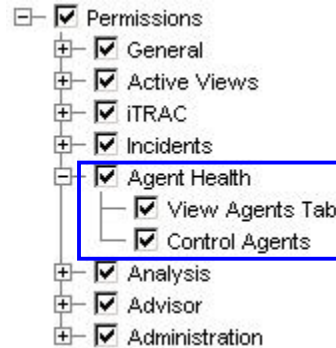 Permissions
General
Active Views
iTRAC
Incidents
Agent Health
View Agents Tab
Control Agents
Analysis
Advisor
Administration